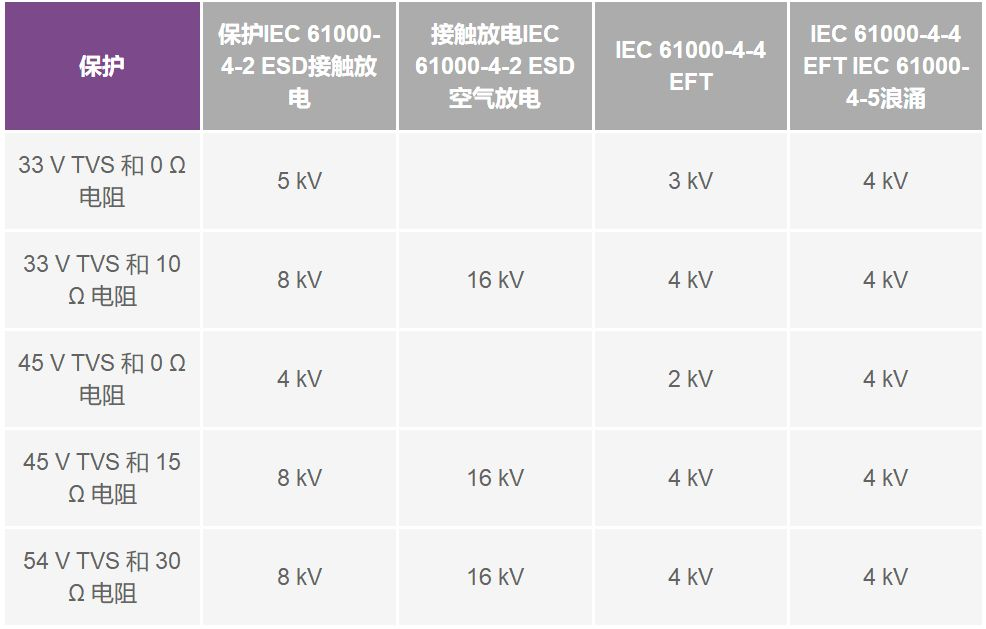 保护
保护IEC 61000-
4-2 ESD接触放
电
接触放电IEC
61000-4-2 ESD
空气放电
IEC 61000-4-4
EFT
IEC 61000-4-4
EFT IEC 61000-
4-5浪涌
33 V TVS 和 0 Ω
电阻
5 kV
3 kV
4 kV
33 V TVS 和 10
Ω 电阻
8 kV
16 kV
4 kV
4 kV
45 V TVS 和 0 Ω
电阻
4 kV
2 kV
4 kV
45 V TVS 和 15
Ω 电阻
8 kV
16 kV
4 kV
4 kV
54 V TVS 和 30
Ω 电阻
8 kV
16 kV
4 kV
4 kV